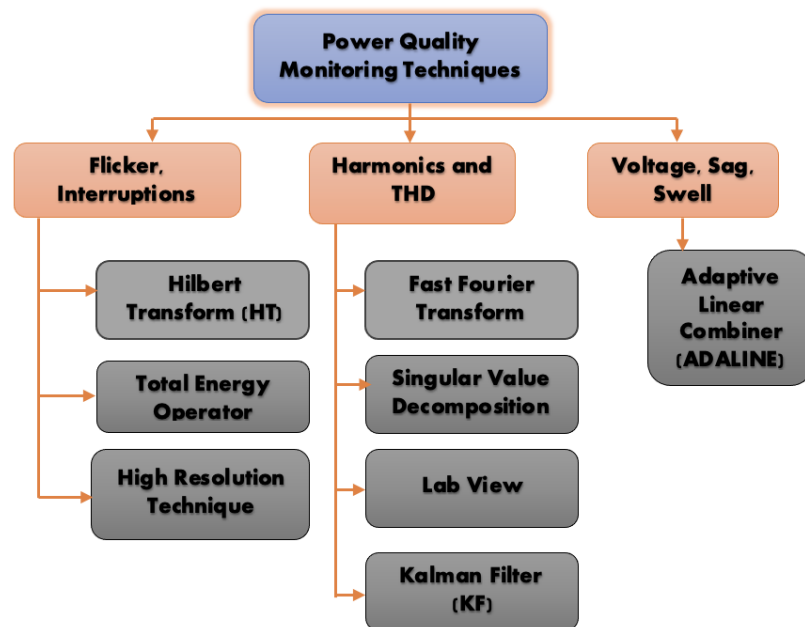 Power Quality
Monitoring Techniques
Flicker,
Interruptions
Harmonics and
THD
Voltage, Sag,
Swell
Hilbert
Transform (HT)
Total Energy
Operator
High Resolution
Technique
Fast Fourier
Transform
Singular Value
Decomposition
Lab View
Kalman Filter
(KF)
Adaptive
Linear
Combiner
(ADALINE)